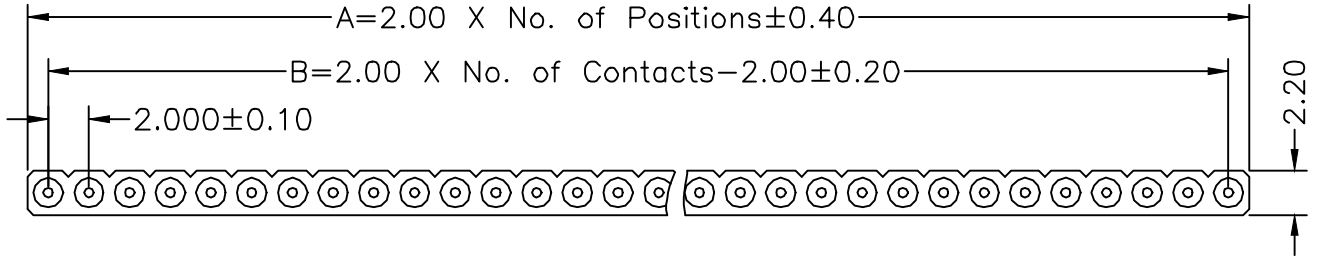 A=2.00 X No. of Positions±0.40
B=2.00 X No. of Contacts-2.00±0.20
2.000±0.10
2.20